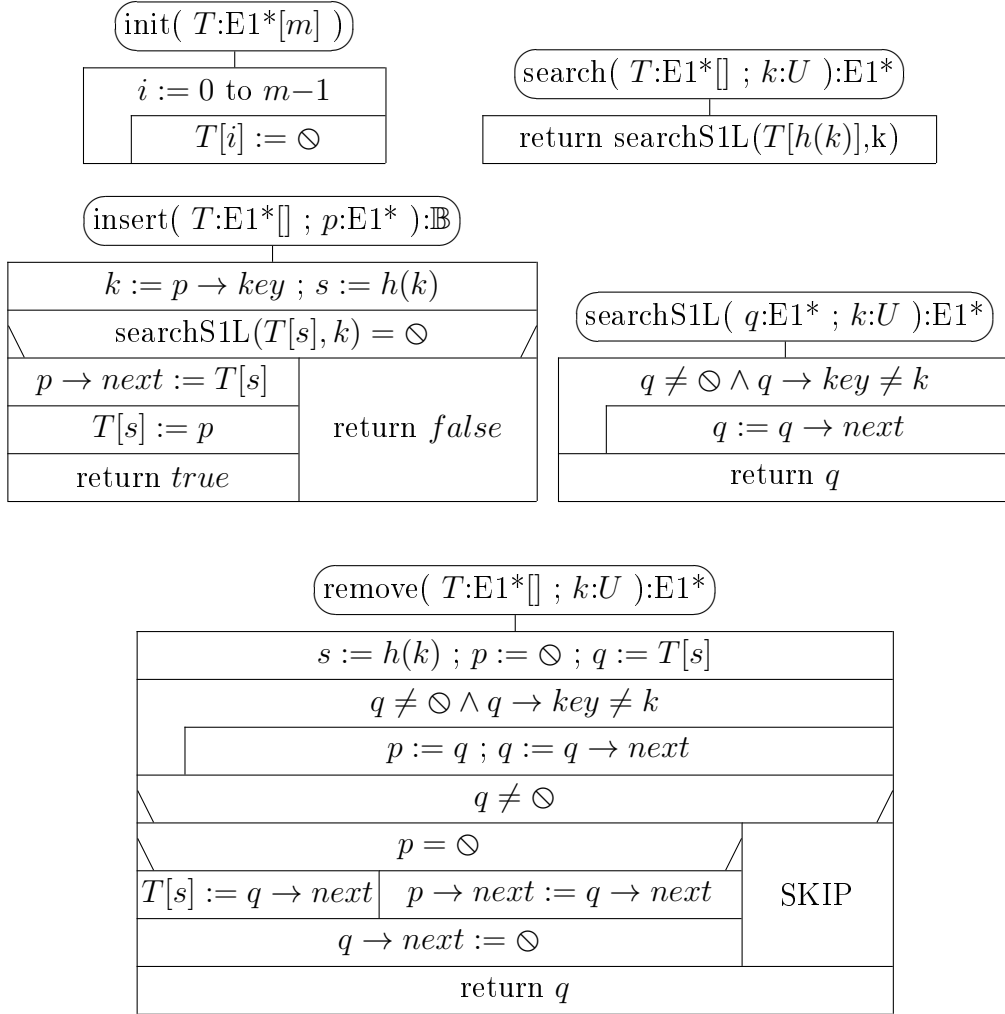 init( T:E1*[m] )
i := 0 to m−1
T[i] := ⦸
search( T:E1*[] ; k:U ):E1*
return searchS1L(T[h(k)],k)
insert( T:E1*[] ; p:E1* ):𝔹
k := p → key ; s := h(k)
searchS1L(T[s], k) = ⦸
p → next := T[s]
T[s] := p
return true
return false
searchS1L( q:E1* ; k:U ):E1*
q ≠ ⦸ ∧ q → key ≠ k
q := q → next
return q
remove( T:E1*[] ; k:U ):E1*
s := h(k) ; p := ⦸ ; q := T[s]
q ≠ ⦸ ∧ q → key ≠ k
p := q ; q := q → next
q ≠ ⦸
p = ⦸
T[s] := q → next
p → next := q → next
SKIP
q → next := ⦸
return q